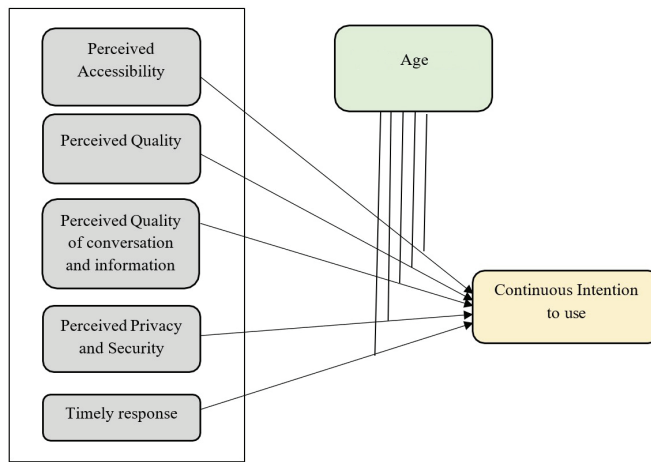 Perceived
Accessibility
Age
Perceived Quality
Perceived Quality
of conversation
and information
Continuous Intention
to use
Perceived Privacy
and Security
Timely response